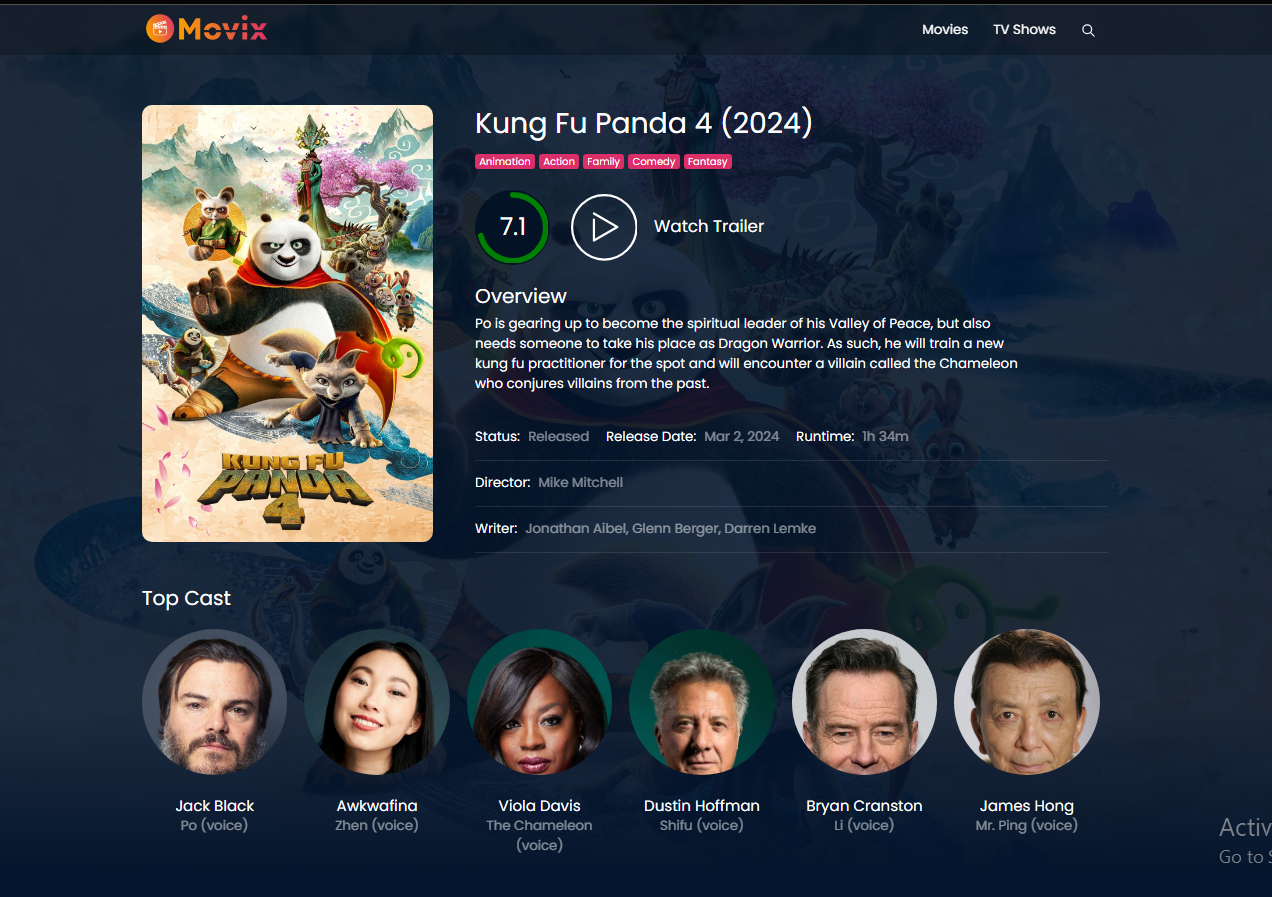 Movix
Movies
TV Shows
Kung Fu Panda 4 (2024)
Animation
Action
Family
Comedy
Fantasy
7.1
Watch Trailer
Overview
Po is gearing up to become the spiritual leader of his Valley of Peace, but also
needs someone to take his place as Dragon Warrior. As such, he will train a new
kung fu practitioner for the spot and will encounter a villain called the Chameleon
who conjures villains from the past.
Status: Released Release Date: Mar 2, 2024 Runtime: 1h 34m
Director: Mike Mitchell
Writer: Jonathan Aibel, Glenn Berger, Darren Lemke
KUNG FU
PANDA
4
Top Cast
Jack Black
Po (voice)
Awkwafina
Zhen (voice)
Viola Davis
The Chameleon
(voice)
Dustin Hoffman
Shifu (voice)
Bryan Cranston
Li (voice)
James Hong
Mr. Ping (voice)
Activ
Go to S